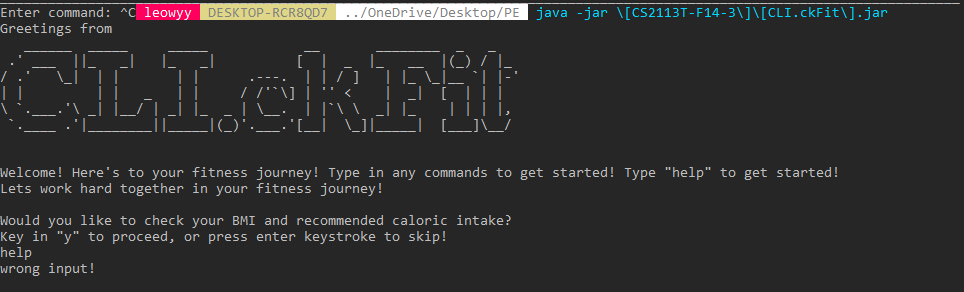 Enter command: ^C leowyy DESKTOP-RCR8QD7 ../OneDrive/Desktop/PE java -jar \[CS2113T-F14-3\]\[CLI.ckFit\].jar
Greetings from
CLI.ckFit
Welcome! Here's to your fitness journey! Type in any commands to get started! Type "help" to get started!
Lets work hard together in your fitness journey!
Would you like to check your BMI and recommended caloric intake?
Key in "y" to proceed, or press enter keystroke to skip!
help
wrong input!